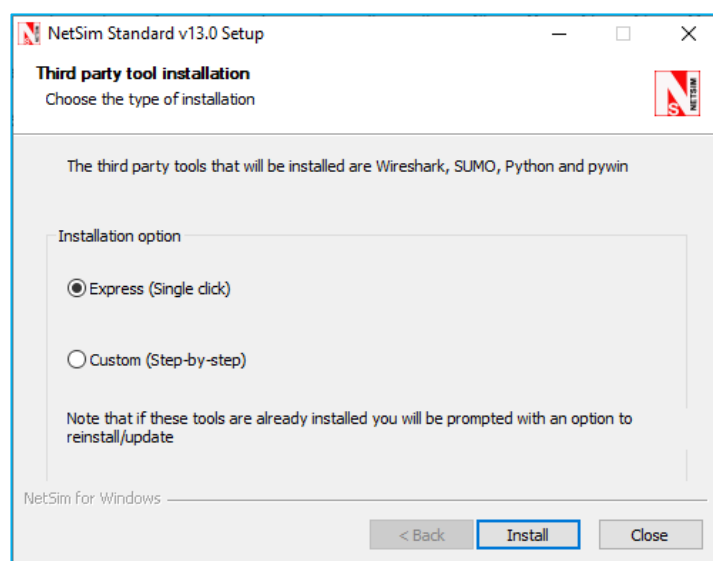 NetSim Standard v13.0 Setup
Third party tool installation
Choose the type of installation
NETSIM
The third party tools that will be installed are Wireshark, SUMO, Python and pywin
Installation option
Express (Single click)
Custom (Step-by-step)
Note that if these tools are already installed you will be prompted with an option to
reinstall/update
NetSim for Windows
< Back Install Close